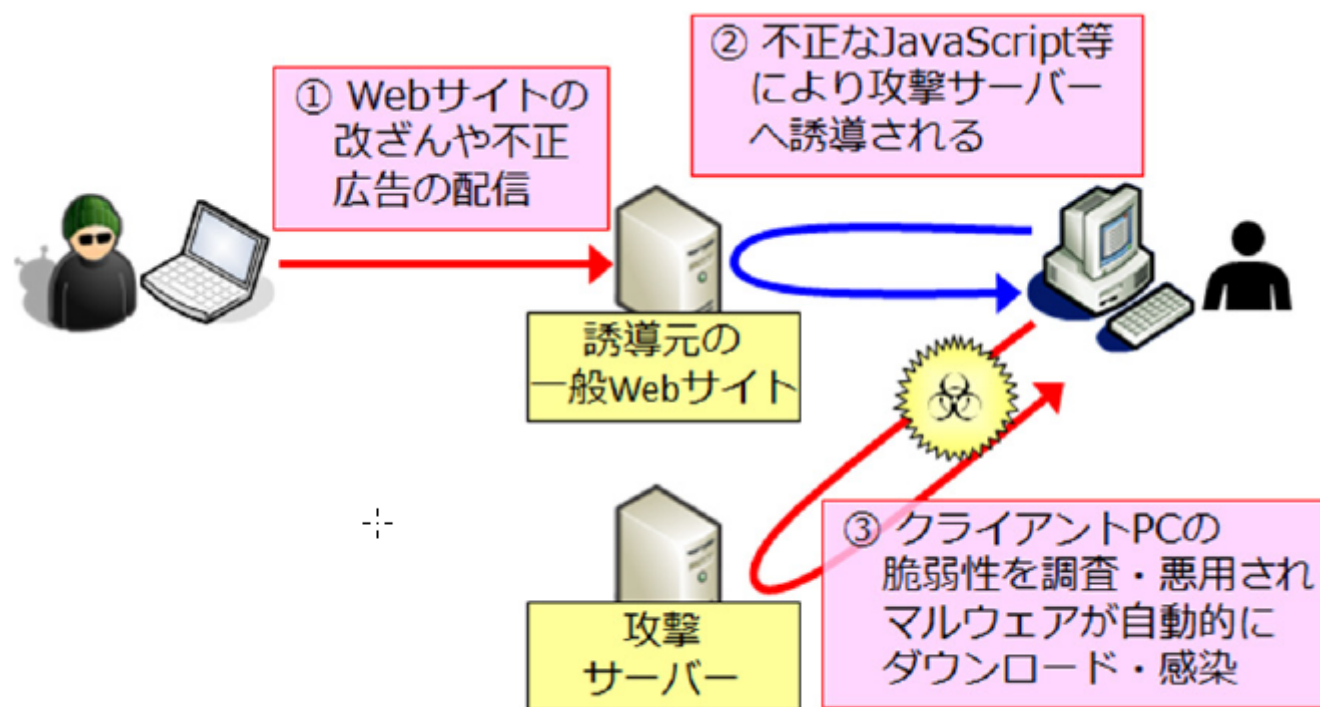 ① Webサイトの
改ざんや不正
広告の配信
② 不正なJavaScript等
により攻撃サーバー
へ誘導される
誘導元の
一般Webサイト
③ クライアントPCの
脆弱性を調査・悪用され
マルウェアが自動的に
ダウンロード・感染
攻撃
サーバー